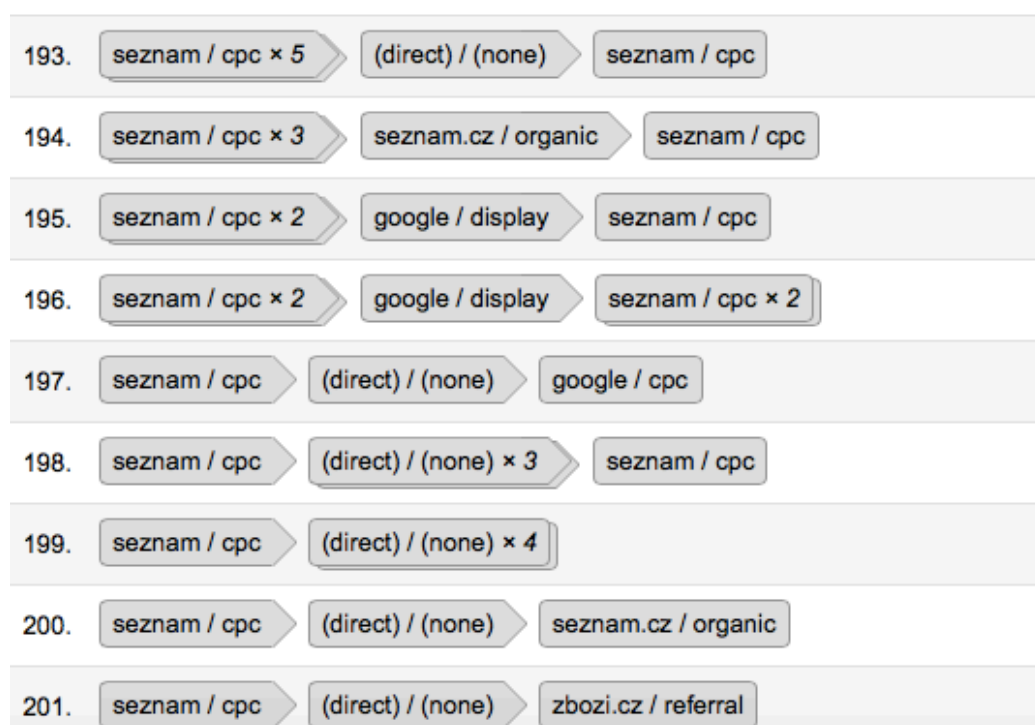 193. seznam / cpc × 5 (direct) / (none) seznam / cpc
194. seznam / cpc × 3 seznam.cz / organic seznam / cpc
195. seznam / cpc × 2 google / display seznam / cpc
196. seznam / cpc × 2 google / display seznam / cpc × 2
197. seznam / cpc (direct) / (none) google / cpc
198. seznam / cpc (direct) / (none) × 3 seznam / cpc
199. seznam / cpc (direct) / (none) × 4
200. seznam / cpc (direct) / (none) seznam.cz / organic
201. seznam / cpc (direct) / (none) zbozi.cz / referral